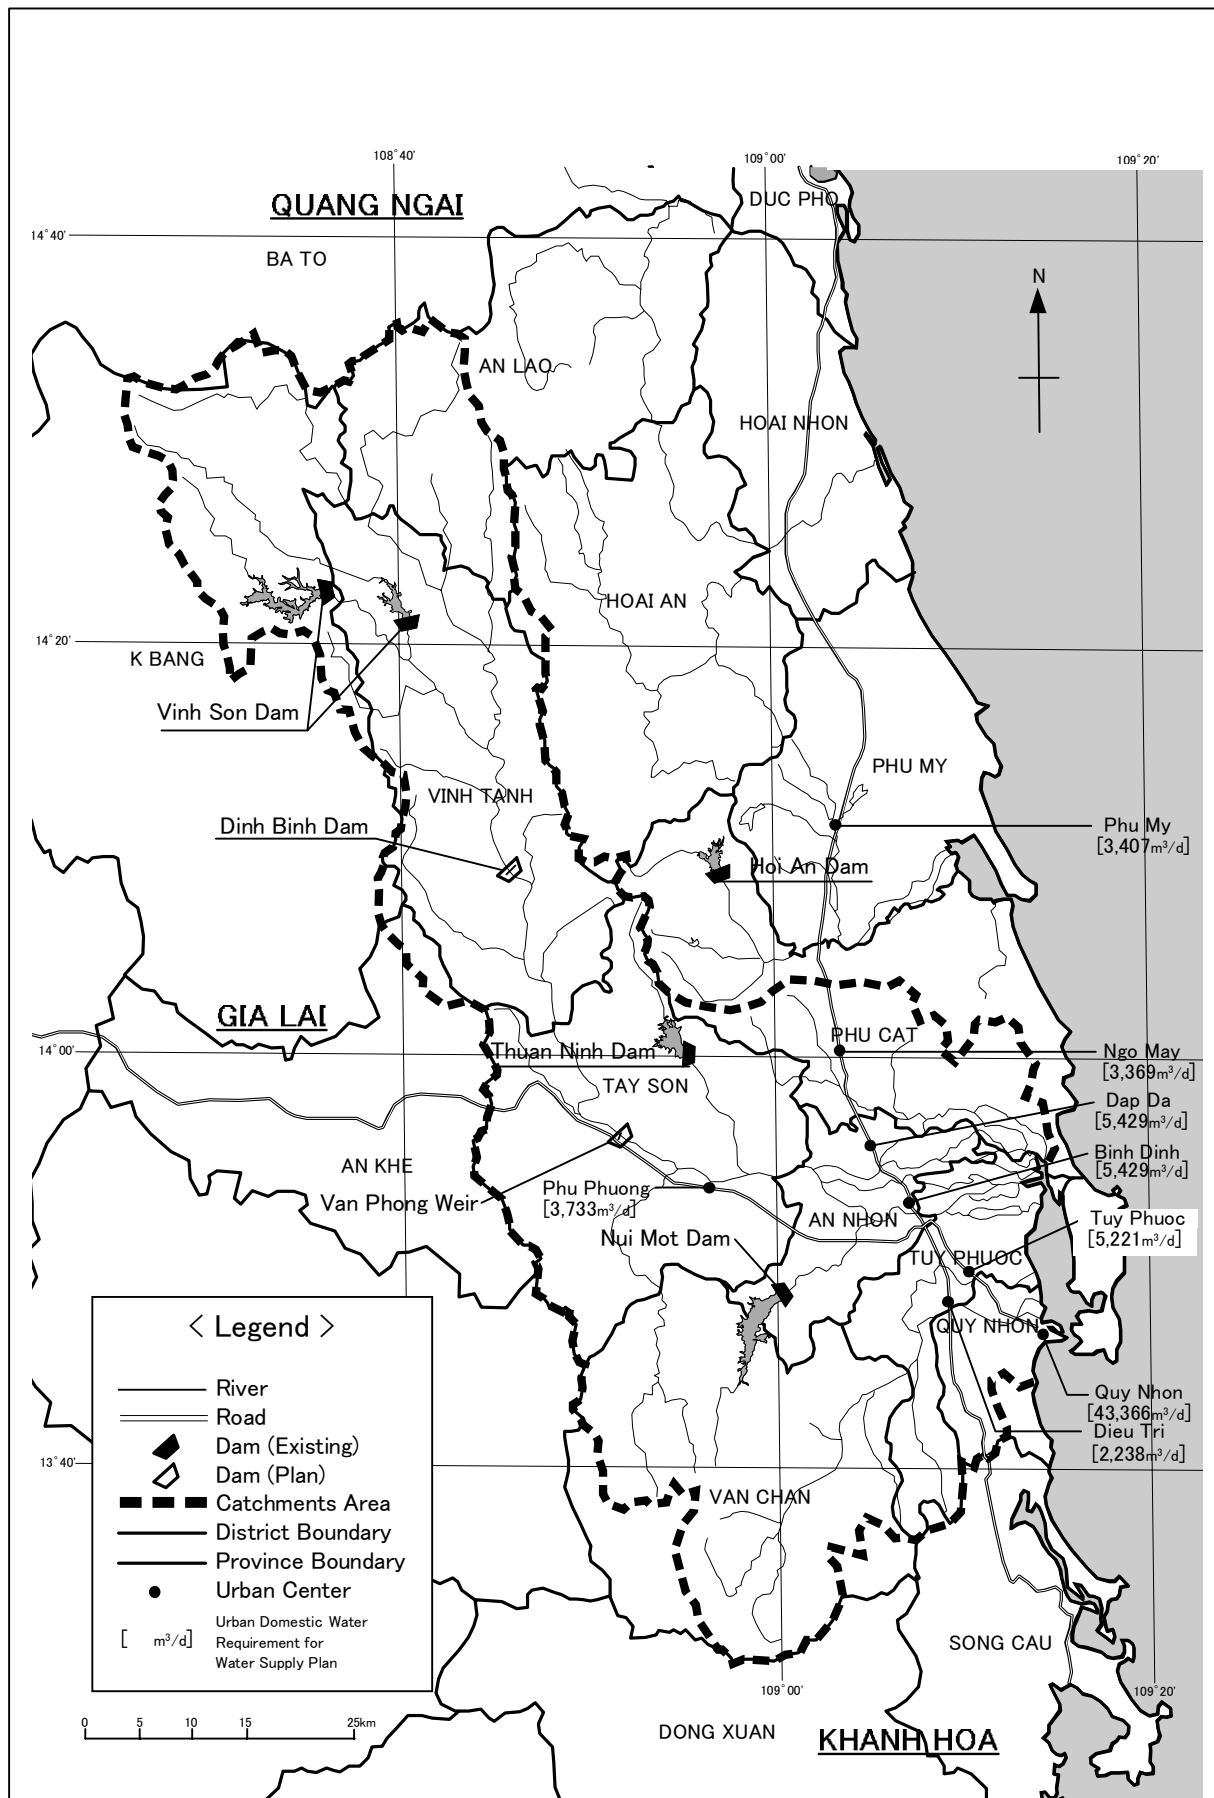 108°40'
109°00'
109°20'
QUANG NGAI
DUC PHO
14°40'
BA TO
N
AN LAO
HOAI NHON
HOAI AN
14°20'
K BANG
Vinh Son Dam
PHU MY
VINH TANH
Dinh Binh Dam
Phu My
[3,407m³/d]
Hoi An Dam
GIA LAI
PHU CAT
14°00'
Thuan Ninh Dam
Ngo May
[3,369m³/d]
TAY SON
Dap Da
[5,429m³/d]
AN KHE
Binh Dinh
[5,429m³/d]
Van Phong Weir
Phu Phuong
[3,733m³/d]
AN NHON
Tuy Phuoc
[5,221m³/d]
Nui Mot Dam
TUY PHUOC
QUY NHON
Quy Nhon
[43,366m³/d]
Dieu Tri
[2,238m³/d]
13°40'
VAN CHAN
< Legend >
River
Road
Dam (Existing)
Dam (Plan)
Catchments Area
District Boundary
Province Boundary
Urban Center
[ m³/d]
Urban Domestic Water
Requirement for
Water Supply Plan
SONG CAU
109°00'
109°20'
0 5 10 15 25km
DONG XUAN
KHANH HOA